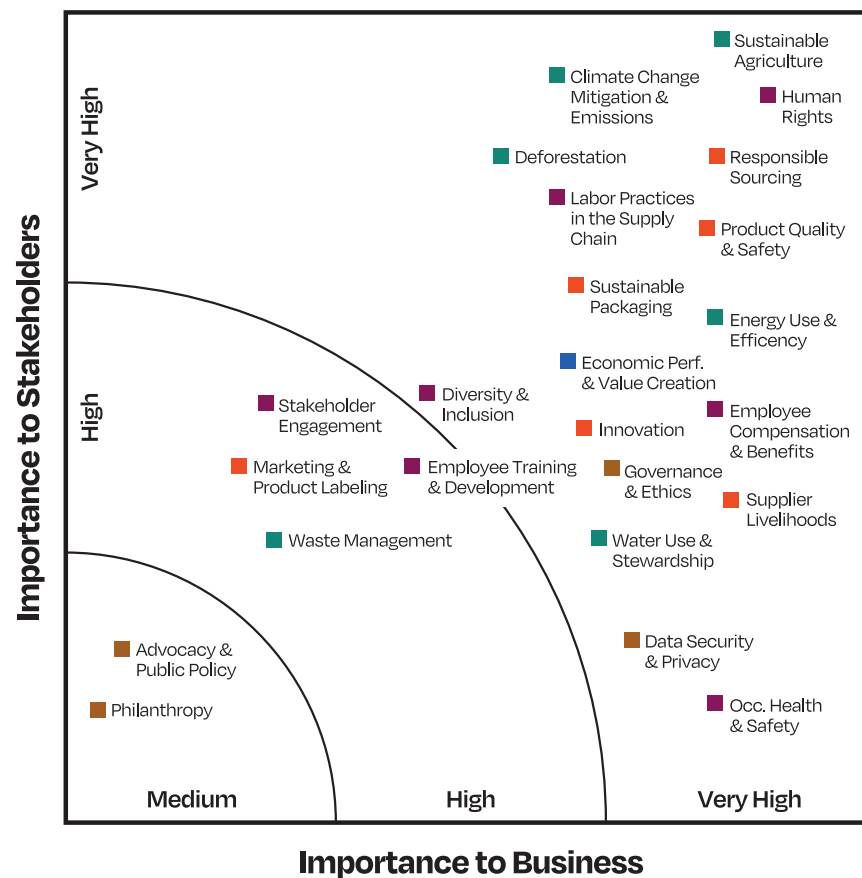 Importance to Stakeholders
Very High
High
Sustainable
Agriculture
Climate Change
Mitigation &
Emissions
Human
Rights
Deforestation
Responsible
Sourcing
Labor Practices
in the Supply
Chain
Product Quality
& Safety
Sustainable
Packaging
Energy Use &
Efficency
Economic Perf.
& Value Creation
Diversity &
Inclusion
Stakeholder
Engagement
Employee
Compensation
& Benefits
Innovation
Marketing &
Product Labeling
Employee Training
& Development
Governance
& Ethics
Supplier
Livelihoods
Waste Management
Water Use &
Stewardship
Advocacy &
Public Policy
Data Security
& Privacy
Philanthropy
Occ. Health
& Safety
Medium
High
Very High
Importance to Business